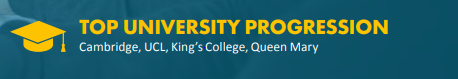 TOP UNIVERSITY PROGRESSION
Cambridge, UCL, King's College, Queen Mary